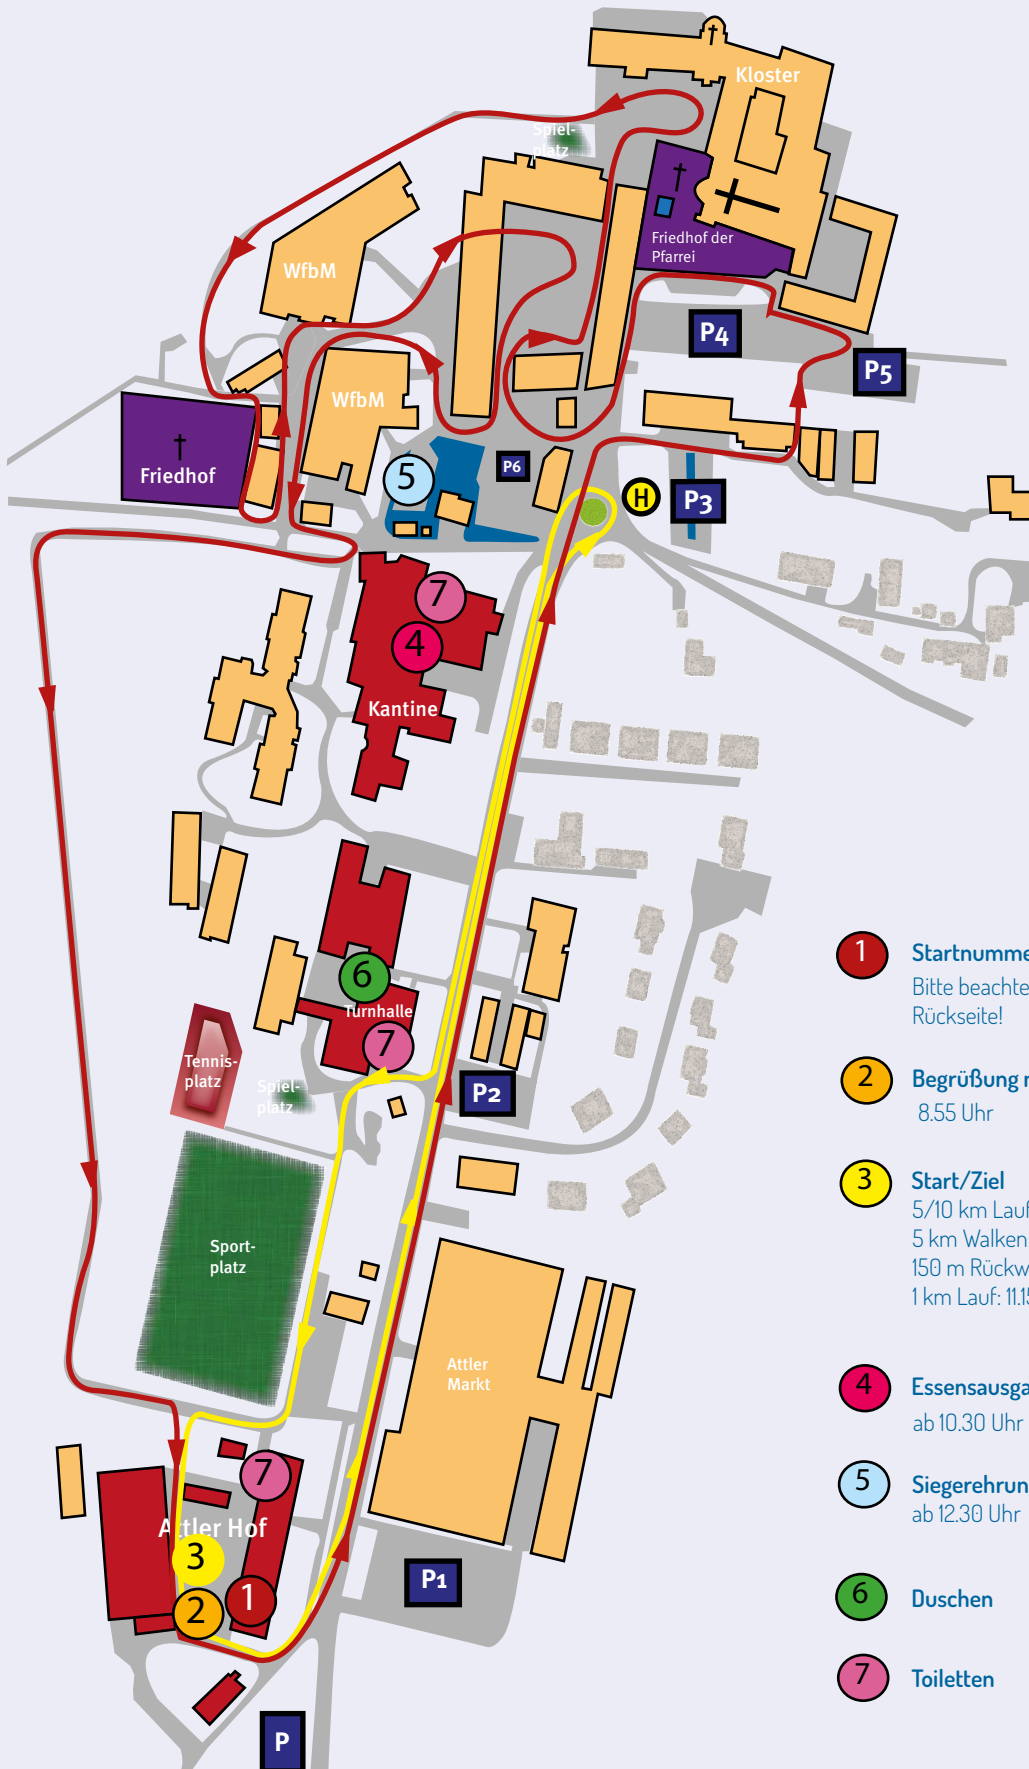 Kloster
Spiel-
platz
Friedhof der
Pfarrei
WfbM
P4
P5
WfbM
Friedhof
5
P6
H
P3
7
4
Kantine
6
Turnhalle
7
Tennis-
platz
Spiel-
platz
P2
Sport-
platz
Attler
Markt
7
Attler Hof
3
1
2
P1
P
1
Startnumme
Bitte beachte
Rückseite!
2
Begrüßung
8.55 Uhr
3
Start/Ziel
5/10 km Lauf
5 km Walken
150 m Rückw
1 km Lauf: 11.15
4
Essensausga
ab 10.30 Uhr
5
Siegerehrun
ab 12.30 Uhr
6
Duschen
7
Toiletten